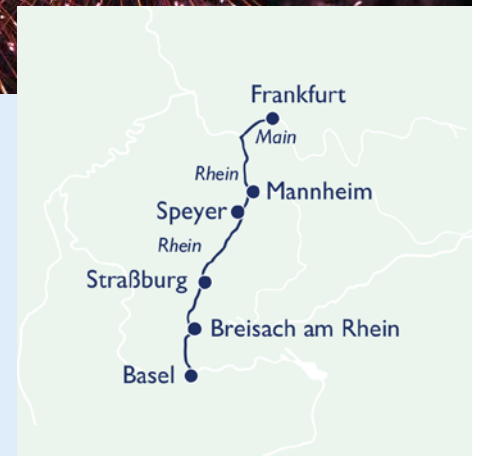 Frankfurt
Main
Rhein
Mannheim
Speyer
Rhein
Straßburg
Breisach am Rhein
Basel